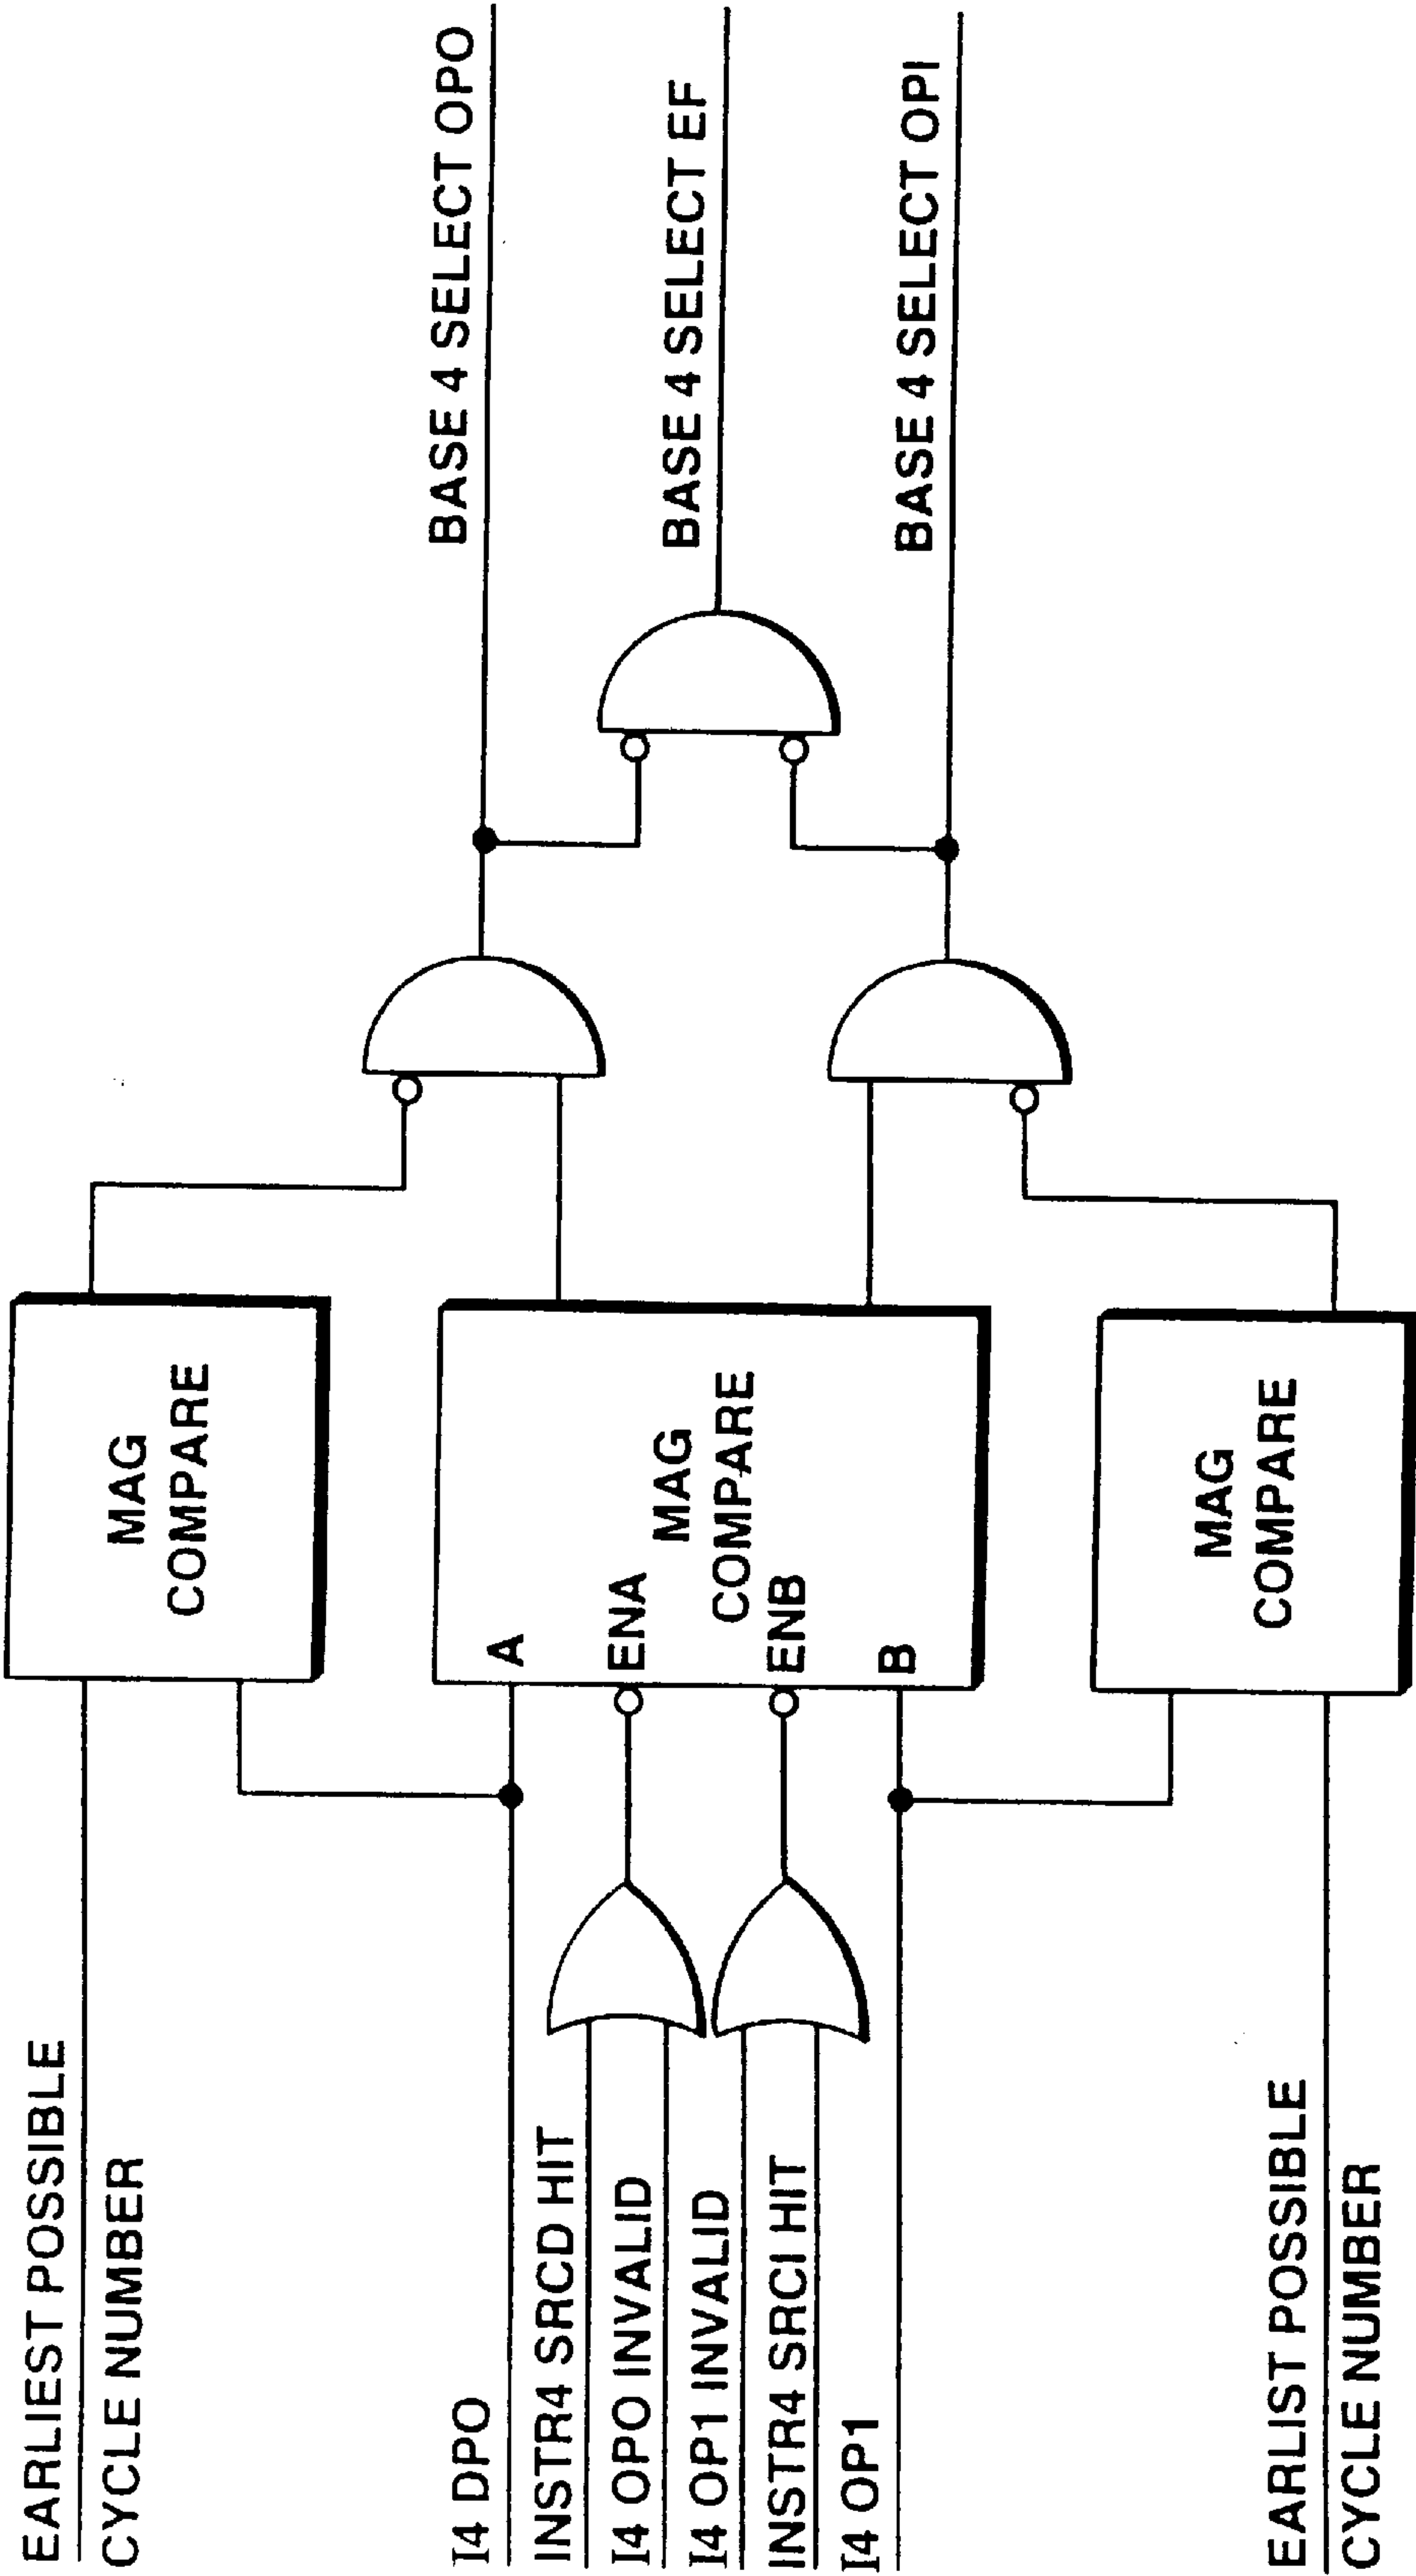 EARLIEST POSSIBLE
CYCLE NUMBER
I4 DPO
INSTR4 SRCD HIT
I4 OPO INVALID
I4 OP1 INVALID
INSTR4 SRCI HIT
I4 OP1
EARLIST POSSIBLE
CYCLE NUMBER
MAG
COMPARE
A
ENA
ENB
B
MAG
COMPARE
MAG
COMPARE
BASE 4 SELECT OPO
BASE 4 SELECT EF
BASE 4 SELECT OPI